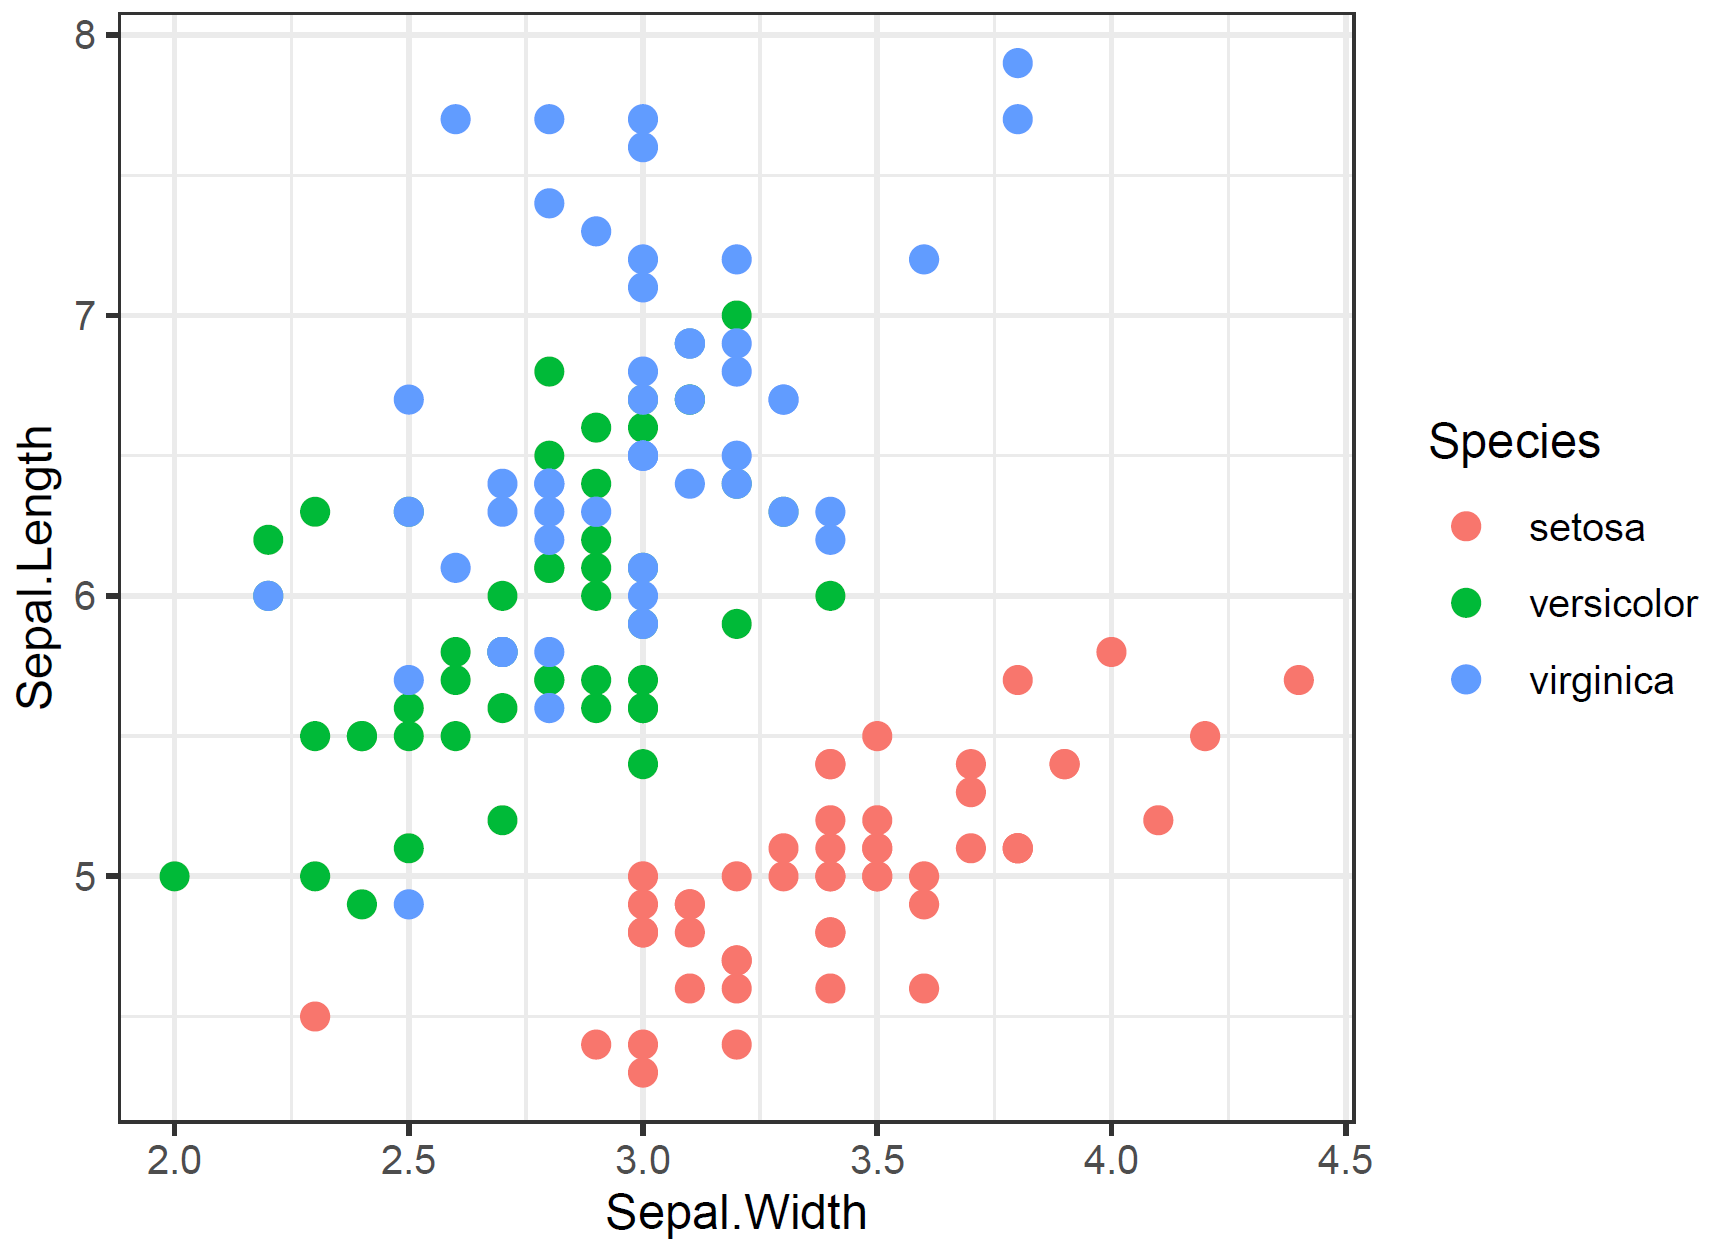 8
7
6
5
Sepal.Length
2.0 2.5 3.0 3.5 4.0 4.5
Sepal.Width
Species
setosa
versicolor
virginica